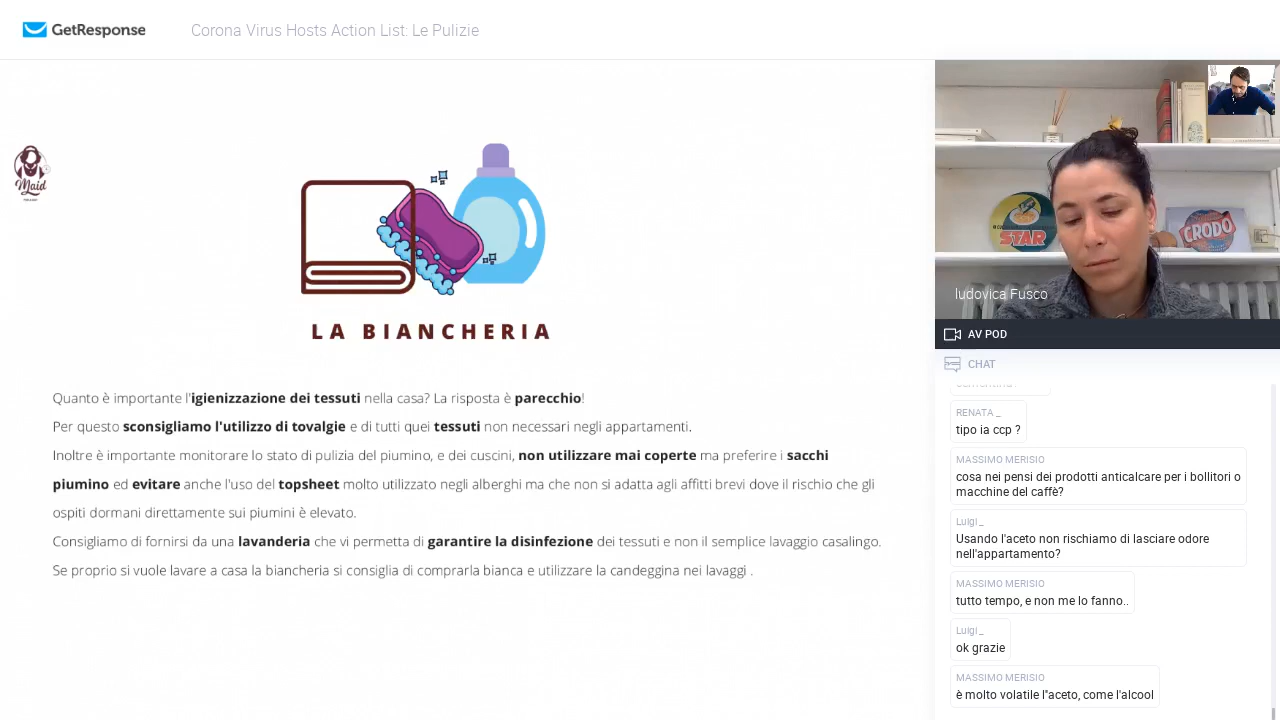 GetResponse
Corona Virus Hosts Action List: Le Pulizie
Maid
LA BIANCHERIA
Quanto è importante l'igienizzazione dei tessuti nella casa? La risposta è parecchio!
Per questo sconsigliamo l'utilizzo di tovalgie e di tutti quei tessuti non necessari negli appartamenti.
Inoltre è importante monitorare lo stato di pulizia del piumino, e dei cuscini, non utilizzare mai coperte ma preferire i sacchi
piumino ed evitare anche l'uso del topsheet molto utilizzato negli alberghi ma che non si adatta agli affitti brevi dove il rischio che gli
ospiti dormani direttamente sui piumini è elevato.
Consigliamo di fornirsi da una lavanderia che vi permetta di garantire la disinfezione dei tessuti e non il semplice lavaggio casalingo.
Se proprio si vuole lavare a casa la biancheria si consiglia di comprarla bianca e utilizzare la candeggina nei lavaggi .
STAR
CRODO
ludovica Fusco
AV POD
CHAT
RENATA _
tipo ia ccp ?
MASSIMO MERISIO
cosa nei pensi dei prodotti anticalcare per i bollitori o
macchine del caffè?
Luigi _
Usando l'aceto non rischiamo di lasciare odore
nell'appartamento?
MASSIMO MERISIO
tutto tempo, e non me lo fanno..
Luigi _
ok grazie
MASSIMO MERISIO
è molto volatile l''aceto, come l'alcool